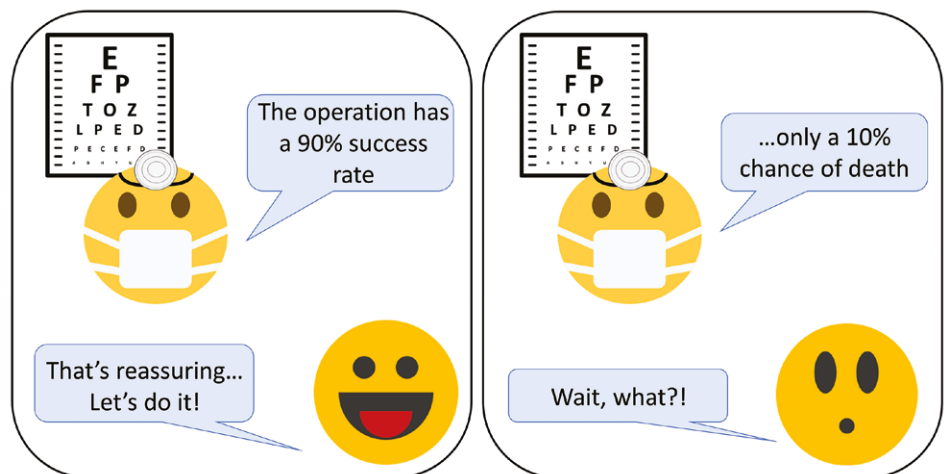 E
F P
T O Z
L P E D
P E C F D
The operation has
a 90% success
rate
That’s reassuring...
Let’s do it!
E
F P
T O Z
L P E D
P E C F D
...only a 10%
chance of death
Wait, what?!